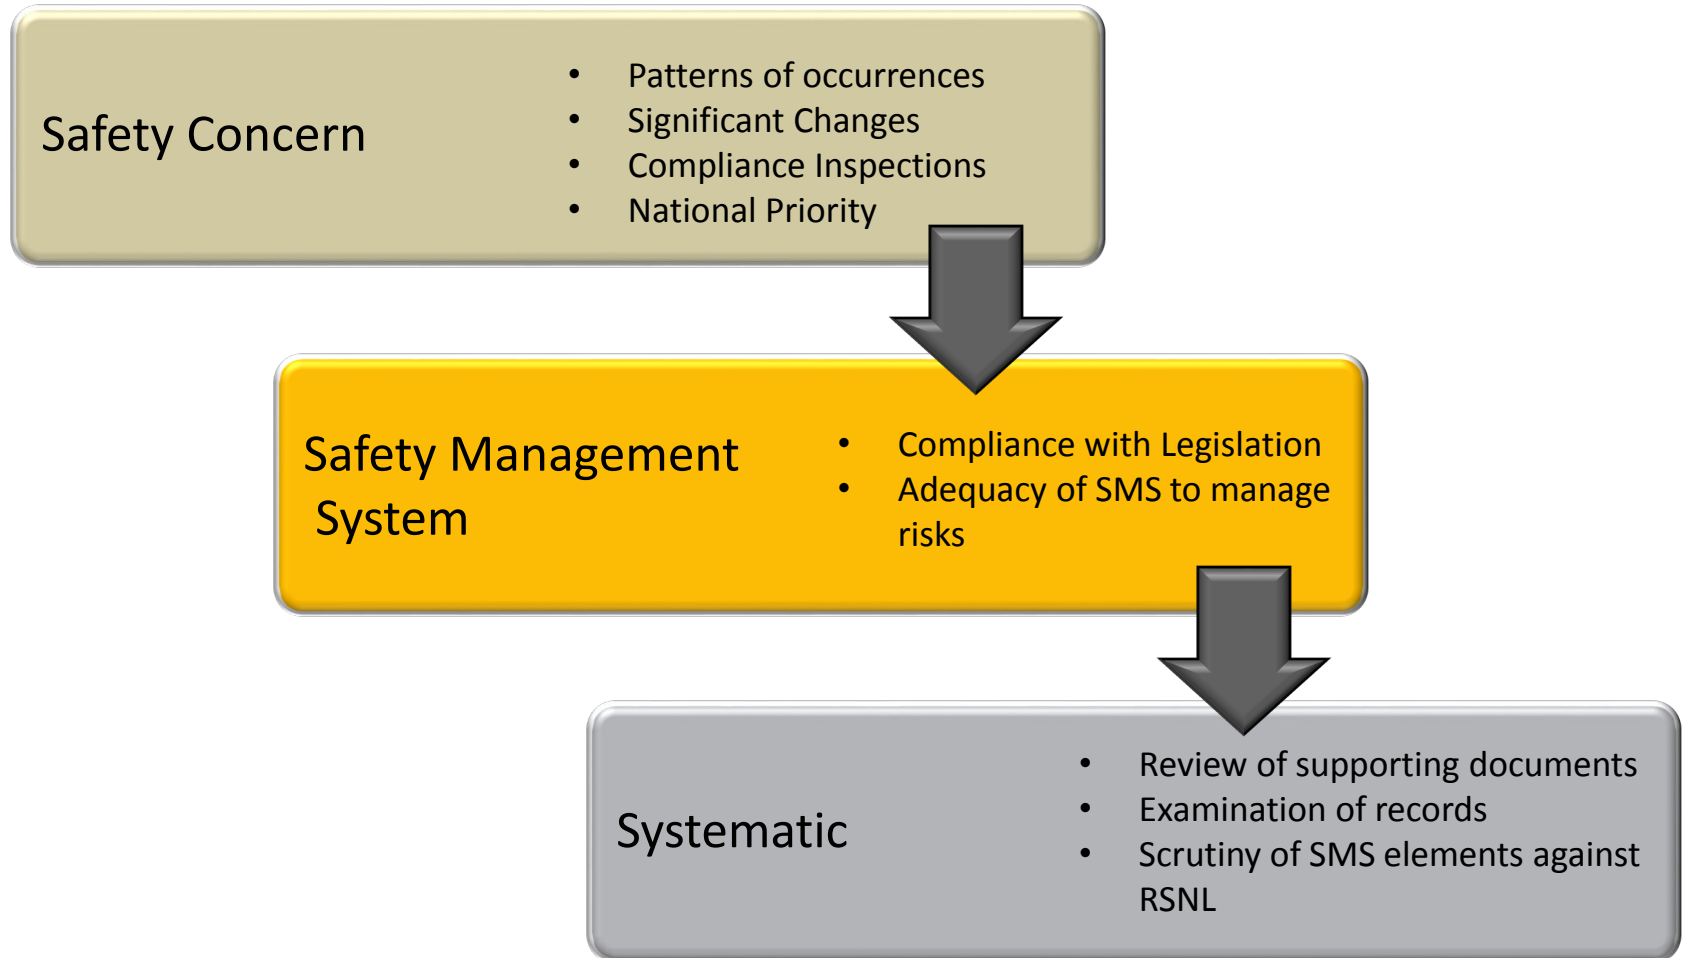 Safety Concern
• Patterns of occurrences
• Significant Changes
• Compliance Inspections
• National Priority
Safety Management
System
• Compliance with Legislation
• Adequacy of SMS to manage
risks
Systematic
• Review of supporting documents
• Examination of records
• Scrutiny of SMS elements against
RSNL